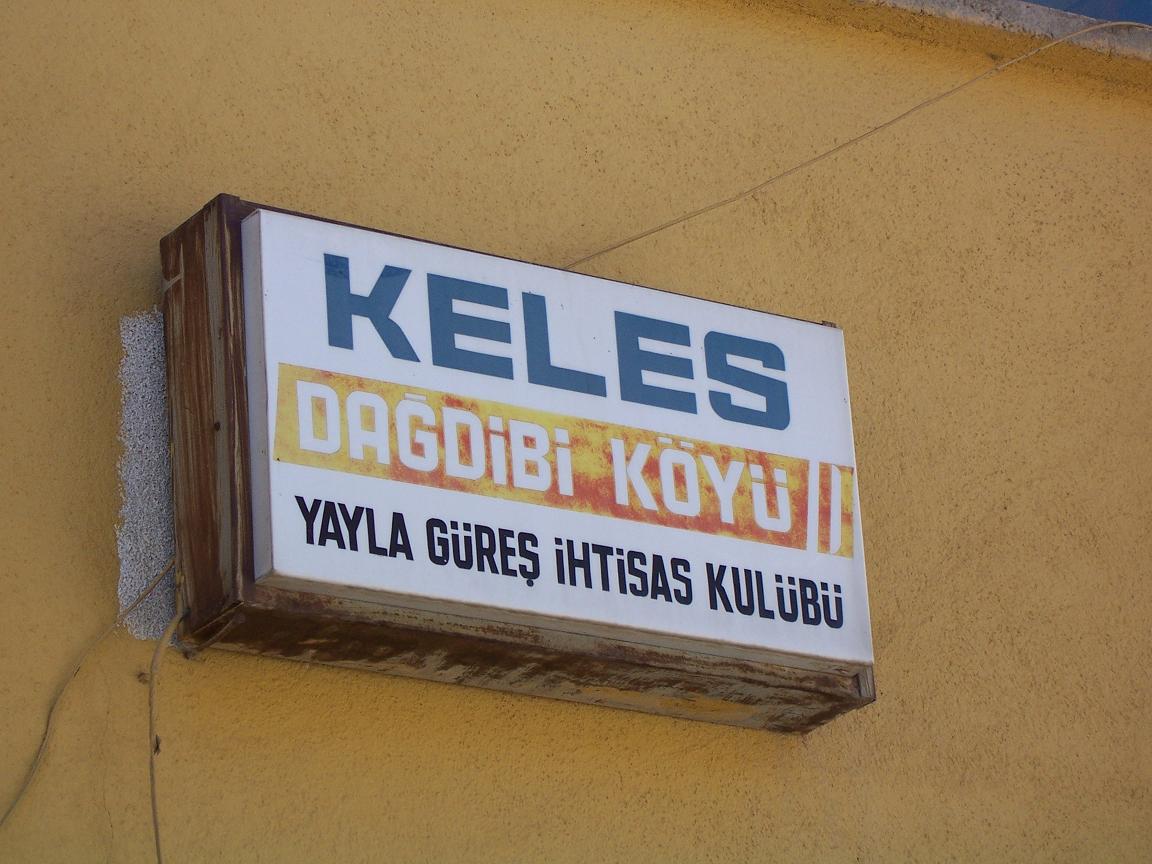 KELES
DAĞDİBİ KÖYÜ
YAYLA GÜREŞ İHTİSAS KULÜBÜ